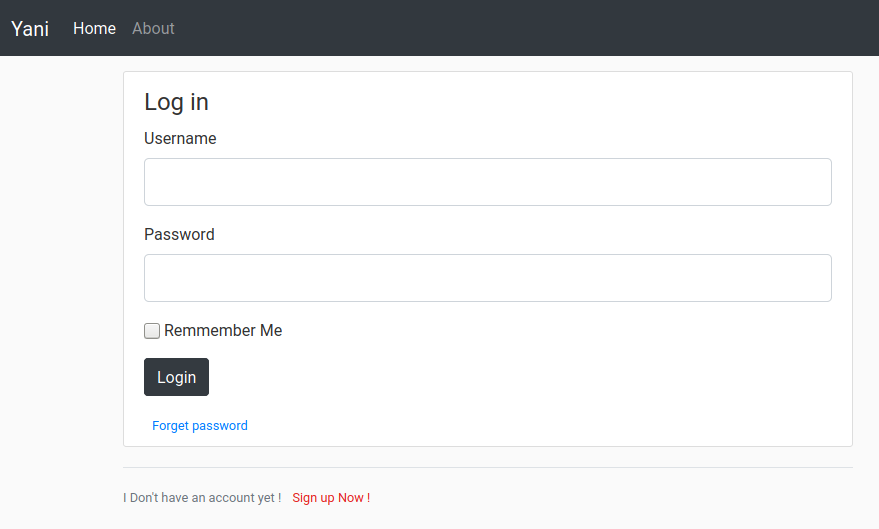 Yani Home About
Log in
Username
Password
Remmember Me
Login
Forget password
I Don't have an account yet ! Sign up Now !